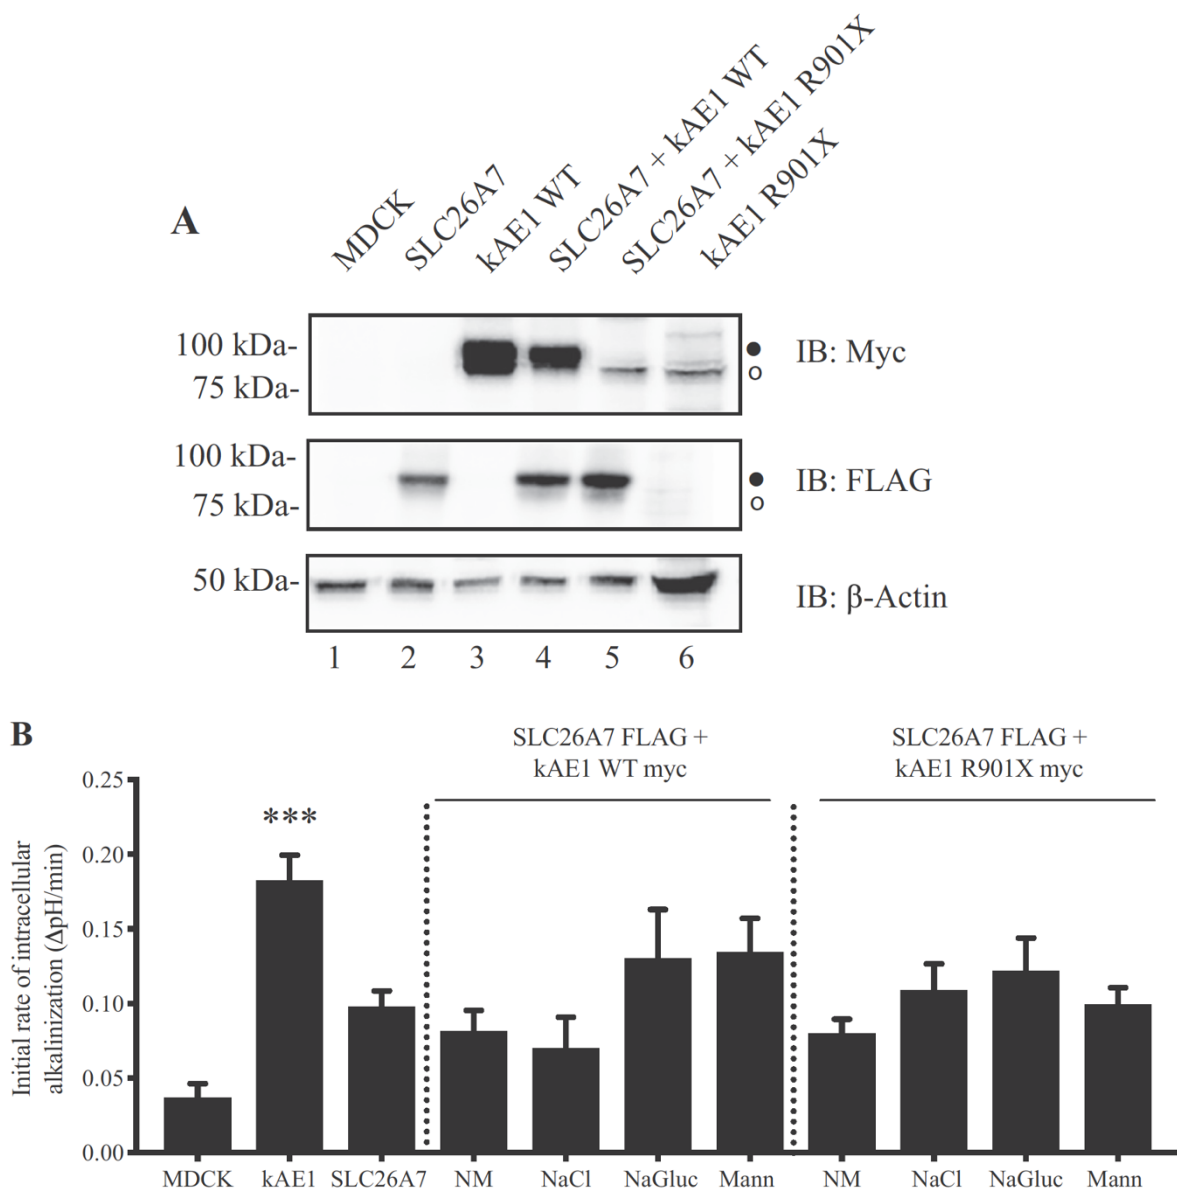 A
MDCK
SLC26A7
kAE1 WT
SLC26A7 + kAE1 WT
SLC26A7 + kAE1 R901X
kAE1 R901X
100 kDa-
75 kDa-
IB: Myc
100 kDa-
75 kDa-
IB: FLAG
50 kDa-
IB: β-Actin
1 2 3 4 5 6
B
SLC26A7 FLAG +
kAE1 WT myc
SLC26A7 FLAG +
kAE1 R901X myc
Initial rate of intracellular
alkalinization (ΔpH/min)
0.25
0.20
0.15
0.10
0.05
0.00
***
MDCK kAE1 SLC26A7 NM NaCl NaGluc Mann NM NaCl NaGluc Mann